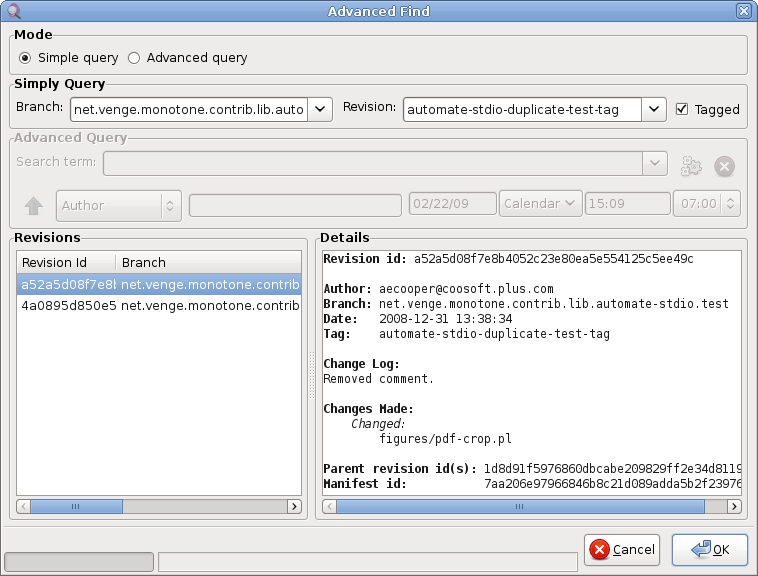 Advanced Find
Mode
Simple query Advanced query
Simply Query
Branch: net.venge.monotone.contrib.lib.auto Revision: automate-stdio-duplicate-test-tag Tagged
Advanced Query
Search term:
Author 02/22/09 Calendar 15:09 07:00
Revisions
Revision Id Branch
a52a5d08f7e8b net.venge.monotone.contrib
4a0895d850e5 net.venge.monotone.contrib
Details
Revision id: a52a5d08f7e8b4052c23e80ea5e554125c5ee49c
Author: aecooper@coosoft.plus.com
Branch: net.venge.monotone.contrib.lib.automate-stdio.test
Date: 2008-12-31 13:38:34
Tag: automate-stdio-duplicate-test-tag
Change Log:
Removed comment.
Changes Made:
Changed:
figures/pdf-crop.pl
Parent revision id(s): 1d8d91f5976860dbcabe209829ff2e34d8119
Manifest id: 7aa206e97966846b8c21d089adda5b2f23976
Cancel OK